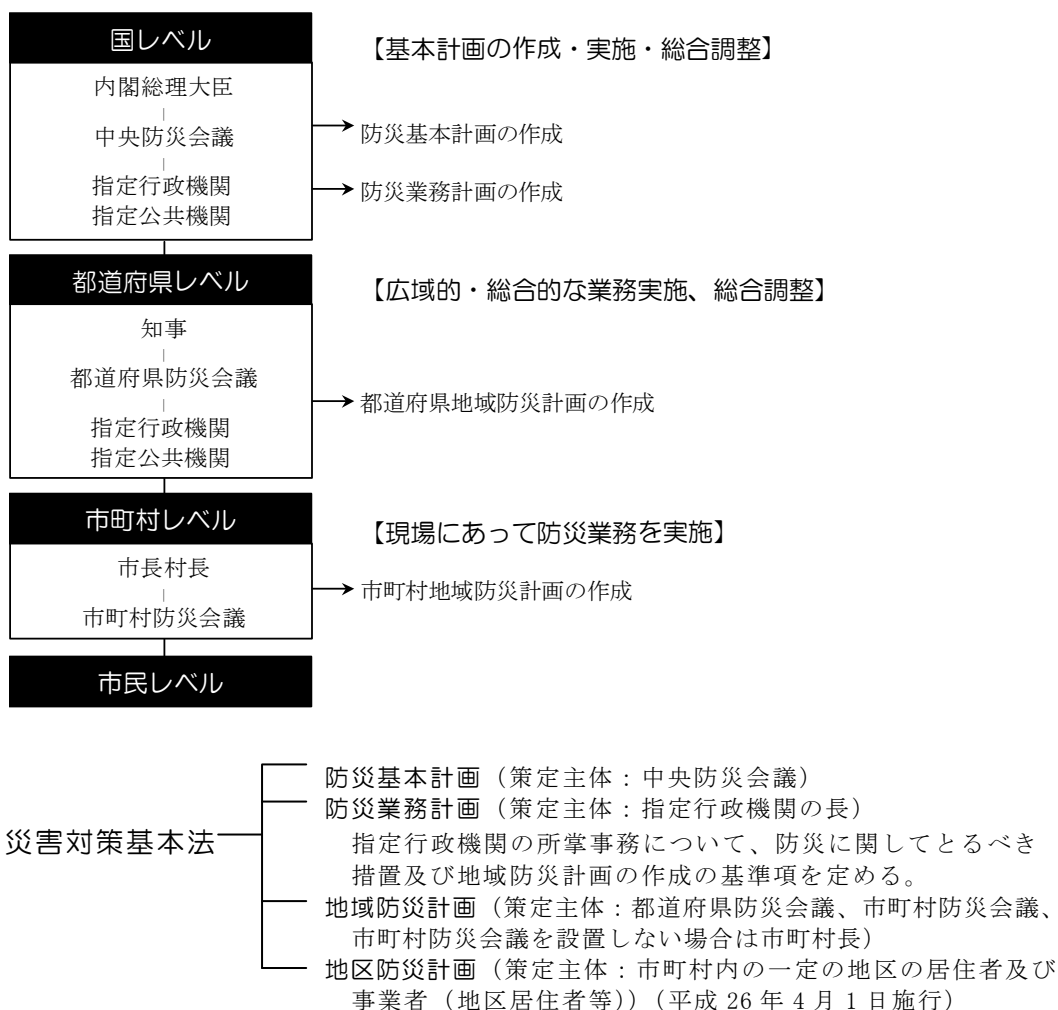 国レベル
【基本計画の作成・実施・総合調整】
内閣総理大臣
中央防災会議
防災基本計画の作成
指定行政機関
防災業務計画の作成
指定公共機関
都道府県レベル
【広域的・総合的な業務実施、総合調整】
知事
都道府県防災会議
都道府県地域防災計画の作成
指定行政機関
指定公共機関
市町村レベル
【現場にあって防災業務を実施】
市長村長
市町村地域防災計画の作成
市町村防災会議
市民レベル
災害対策基本法
防災基本計画（策定主体：中央防災会議）
防災業務計画（策定主体：指定行政機関の長）
指定行政機関の所掌事務について、防災に関してとるべき
措置及び地域防災計画の作成の基準項を定める。
地域防災計画（策定主体：都道府県防災会議、市町村防災会議、
市町村防災会議を設置しない場合は市町村長）
地区防災計画（策定主体：市町村内の一定の地区の居住者及び
事業者（地区居住者等））（平成 26 年 4 月 1 日施行）